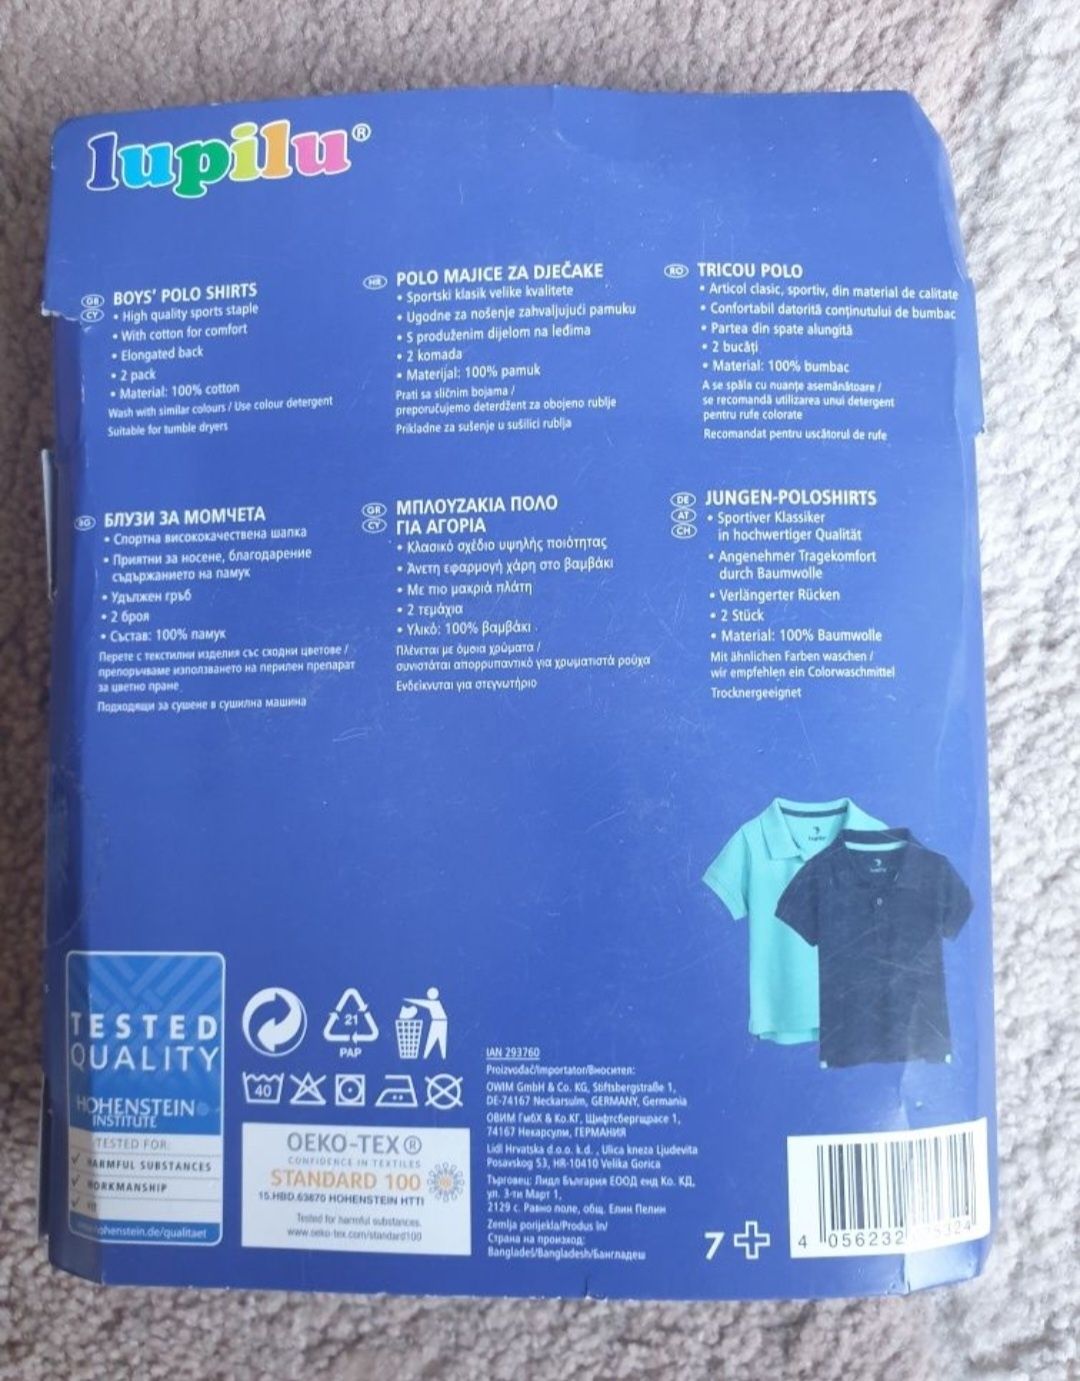 lupilu®
GB CY BOYS' POLO SHIRTS
• High quality sports staple
• With cotton for comfort
• Elongated back
• 2 pack
• Material: 100% cotton
Wash with similar colours / Use colour detergent
Suitable for tumble dryers
HR POLO MAJICE ZA DJEČAKE
• Sportski klasik velike kvalitete
• Ugodne za nošenje zahvaljujući pamuku
• S produženim dijelom na leđima
• 2 komada
• Materijal: 100% pamuk
Prati sa sličnim bojama /
preporučujemo deterdžent za obojeno rublje
Prikladne za sušenje u sušilici rublja
RO TRICOU POLO
• Articol clasic, sportiv, din material de calitate
• Confortabil datorită conținutului de bumbac
• Partea din spate alungită
• 2 bucăți
• Material: 100% bumbac
A se spăla cu nuanțe asemănătoare /
se recomandă utilizarea unui detergent
pentru rufe colorate
Recomandat pentru uscătorul de rufe
BG БЛУЗИ ЗА МОМЧЕТА
• Спортна висококачествена шапка
• Приятни за носене, благодарение
съдържанието на памук
• Удължен гръб
• 2 броя
• Състав: 100% памук
Перете с текстилни изделия със сходни цветове /
препоръчваме използването на перилен препарат
за цветно пране
Подходящи за сушене в сушилна машина
GR CY ΜΠΛΟΥΖΑΚΙΑ ΠΟΛΟ
ΓΙΑ ΑΓΟΡΙΑ
• Κλασικό σχέδιο υψηλής ποιότητας
• Άνετη εφαρμογή χάρη στο βαμβάκι
• Με πιο μακριά πλάτη
• 2 τεμάχια
• Υλικό: 100% βαμβάκι
Πλένεται με όμοια χρώματα /
συνιστάται απορρυπαντικό για χρωματιστά ρούχα
Ενδείκνυται για στεγνωτήριο
DE AT CH JUNGEN-POLOSHIRTS
• Sportiver Klassiker
in hochwertiger Qualität
• Angenehmer Tragekomfort
durch Baumwolle
• Verlängerter Rücken
• 2 Stück
• Material: 100% Baumwolle
Mit ähnlichen Farben waschen /
wir empfehlen ein Colorwaschmittel
Trocknergeeignet
TESTED
QUALITY
HOHENSTEIN
INSTITUTE
TESTED FOR:
HARMFUL SUBSTANCES
WORKMANSHIP
FIT
hohenstein.de/qualitaet
21
PAP
40
OEKO-TEX®
CONFIDENCE IN TEXTILES
STANDARD 100
15.HBD.63870 HOHENSTEIN HTTI
Tested for harmful substances.
www.oeko-tex.com/standard100
IAN 293760
Proizvođač/Importator/Вносител:
OWIM GmbH & Co. KG, Stiftsbergstraße 1,
DE-74167 Neckarsulm, GERMANY, Germania
ОВИМ ГмбХ & Ко.КГ, Щифтсбергщрасе 1,
74167 Некарсулм, ГЕРМАНИЯ
Lidl Hrvatska d.o.o. k.d., Ulica kneza Ljudevita
Posavskog 53, HR-10410 Velika Gorica
Търговец: Лидл България ЕООД енд Ко. КД,
ул. 3-ти Март 1,
2129 с. Равно поле, общ. Елин Пелин
Zemlja porijekla/Produs în/
Страна на произход:
Bangladeš/Bangladesh/Бангладеш
7+
4 056232